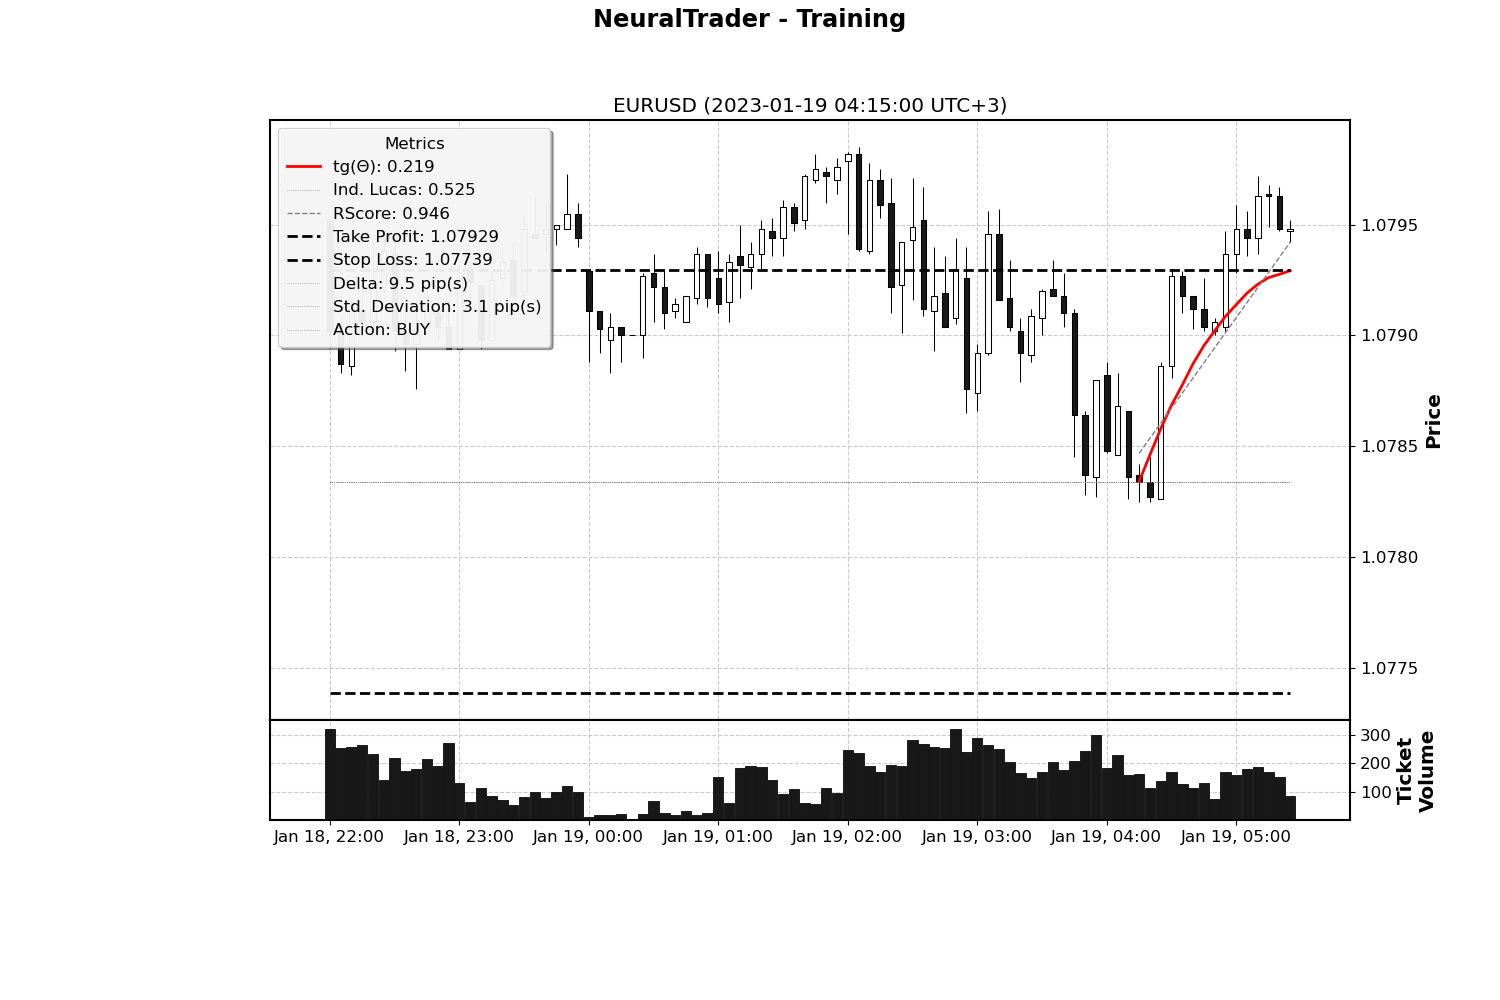 NeuralTrader - Training
EURUSD (2023-01-19 04:15:00 UTC+3)
Metrics
tg(Θ): 0.219
Ind. Lucas: 0.525
RScore: 0.946
Take Profit: 1.07929
Stop Loss: 1.07739
Delta: 9.5 pip(s)
Std. Deviation: 3.1 pip(s)
Action: BUY
1.0795
1.0790
1.0785
1.0780
1.0775
Price
300
200
100
Ticket
Volume
Jan 18, 22:00
Jan 18, 23:00
Jan 19, 00:00
Jan 19, 01:00
Jan 19, 02:00
Jan 19, 03:00
Jan 19, 04:00
Jan 19, 05:00